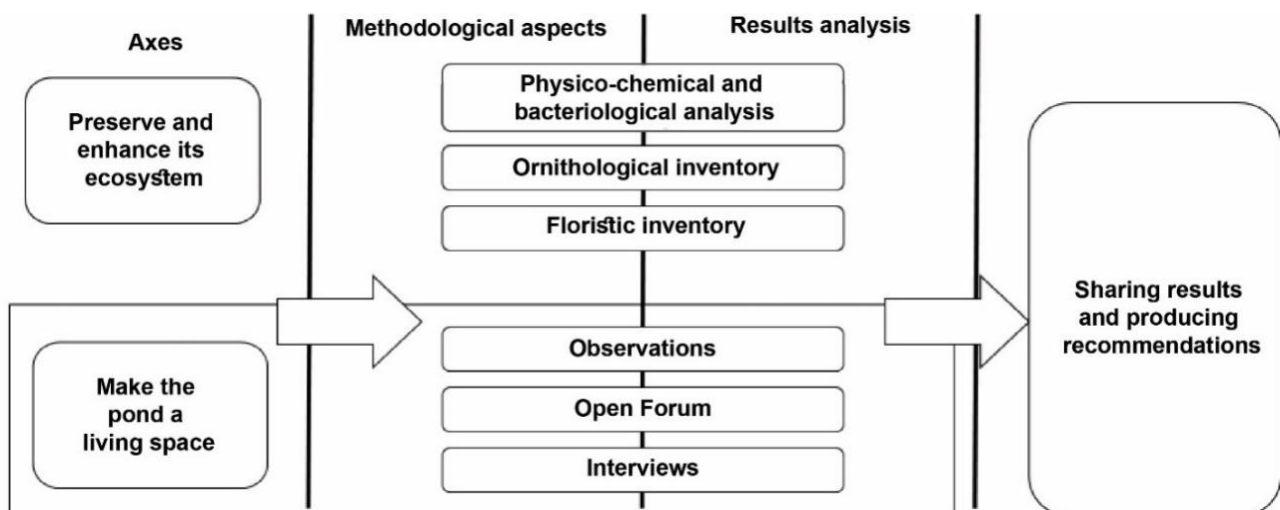 Axes
Methodological aspects
Results analysis
Preserve and
enhance its
ecosystem
Physico-chemical and
bacteriological analysis
Ornithological inventory
Floristic inventory
Make the
pond a
living space
Observations
Open Forum
Interviews
Sharing results
and producing
recommendations